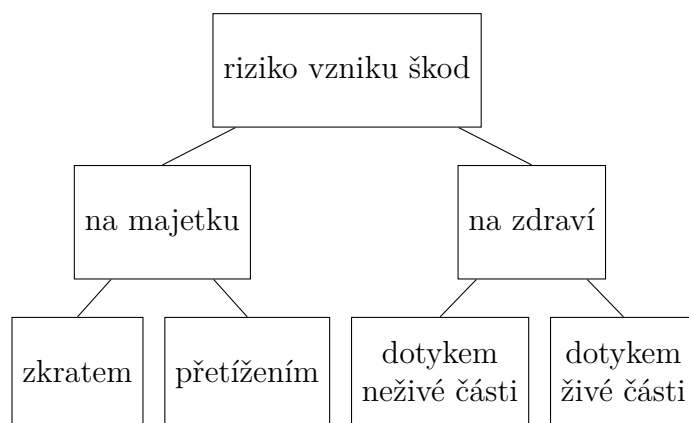 riziko vzniku škod
na majetku
na zdraví
zkratem
přetížením
dotykem
neživé části
dotykem
živé části